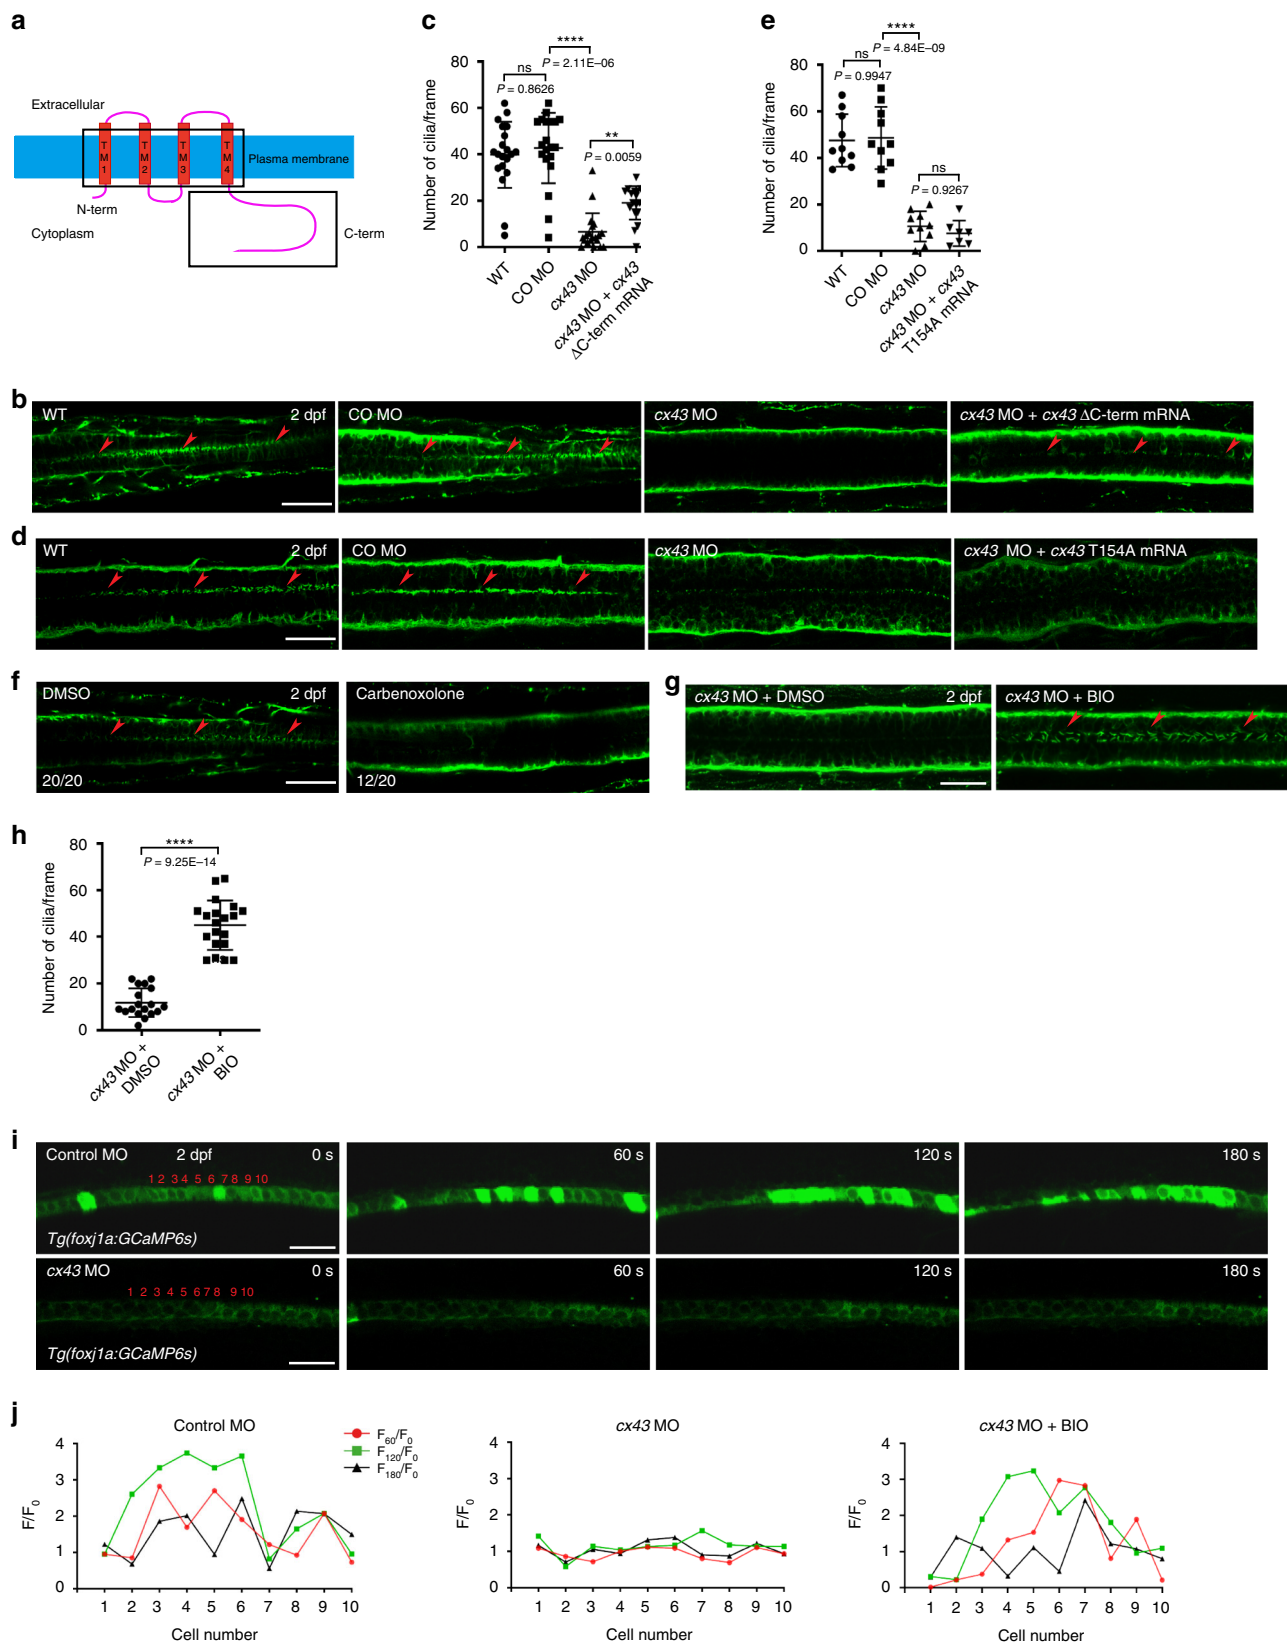 a
Extracellular
TM1
TM2
TM3
TM4
Plasma membrane
N-term
Cytoplasm
C-term
c
Number of cilia/frame
80
60
40
20
0
ns
P = 0.8626
****
P = 2.11E–06
**
P = 0.0059
WT
CO MO
cx43 MO
cx43 MO + cx43
ΔC-term mRNA
e
Number of cilia/frame
80
60
40
20
0
ns
P = 0.9947
****
P = 4.84E–09
ns
P = 0.9267
WT
CO MO
cx43 MO
cx43 MO + cx43
T154A mRNA
b
WT
2 dpf
CO MO
cx43 MO
cx43 MO + cx43 ΔC-term mRNA
d
WT
2 dpf
CO MO
cx43 MO
cx43 MO + cx43 T154A mRNA
f
DMSO
2 dpf
20/20
Carbenoxolone
12/20
g
cx43 MO + DMSO
2 dpf
cx43 MO + BIO
h
Number of cilia/frame
80
60
40
20
0
****
P = 9.25E–14
cx43 MO +
DMSO
cx43 MO +
BIO
i
Control MO
2 dpf
0 s
1 2 3 4 5 6 7 8 9 10
Tg(foxj1a:GCaMP6s)
60 s
120 s
180 s
cx43 MO
0 s
1 2 3 4 5 6 7 8 9 10
Tg(foxj1a:GCaMP6s)
60 s
120 s
180 s
j
Control MO
F/F0
4
3
2
1
0
1 2 3 4 5 6 7 8 9 10
Cell number
F60/F0
F120/F0
F180/F0
cx43 MO
F/F0
4
3
2
1
0
1 2 3 4 5 6 7 8 9 10
Cell number
cx43 MO + BIO
F/F0
4
3
2
1
0
1 2 3 4 5 6 7 8 9 10
Cell number